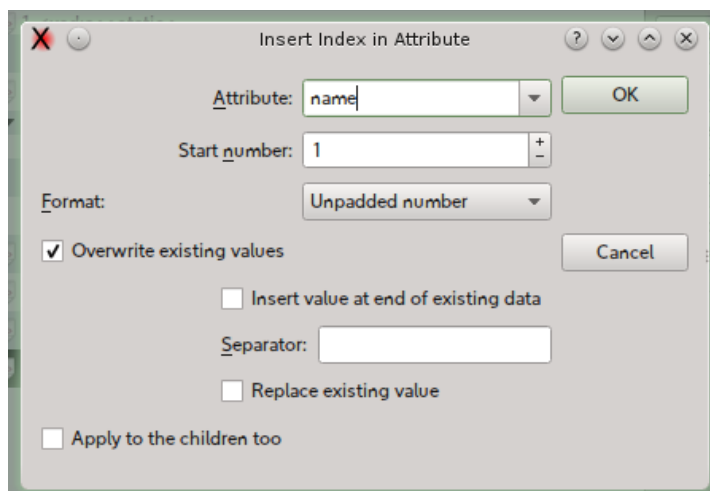 Insert Index in Attribute
Attribute: name OK
Start number: 1
Format: Unpadded number
Overwrite existing values Cancel
Insert value at end of existing data
Separator:
Replace existing value
Apply to the children too